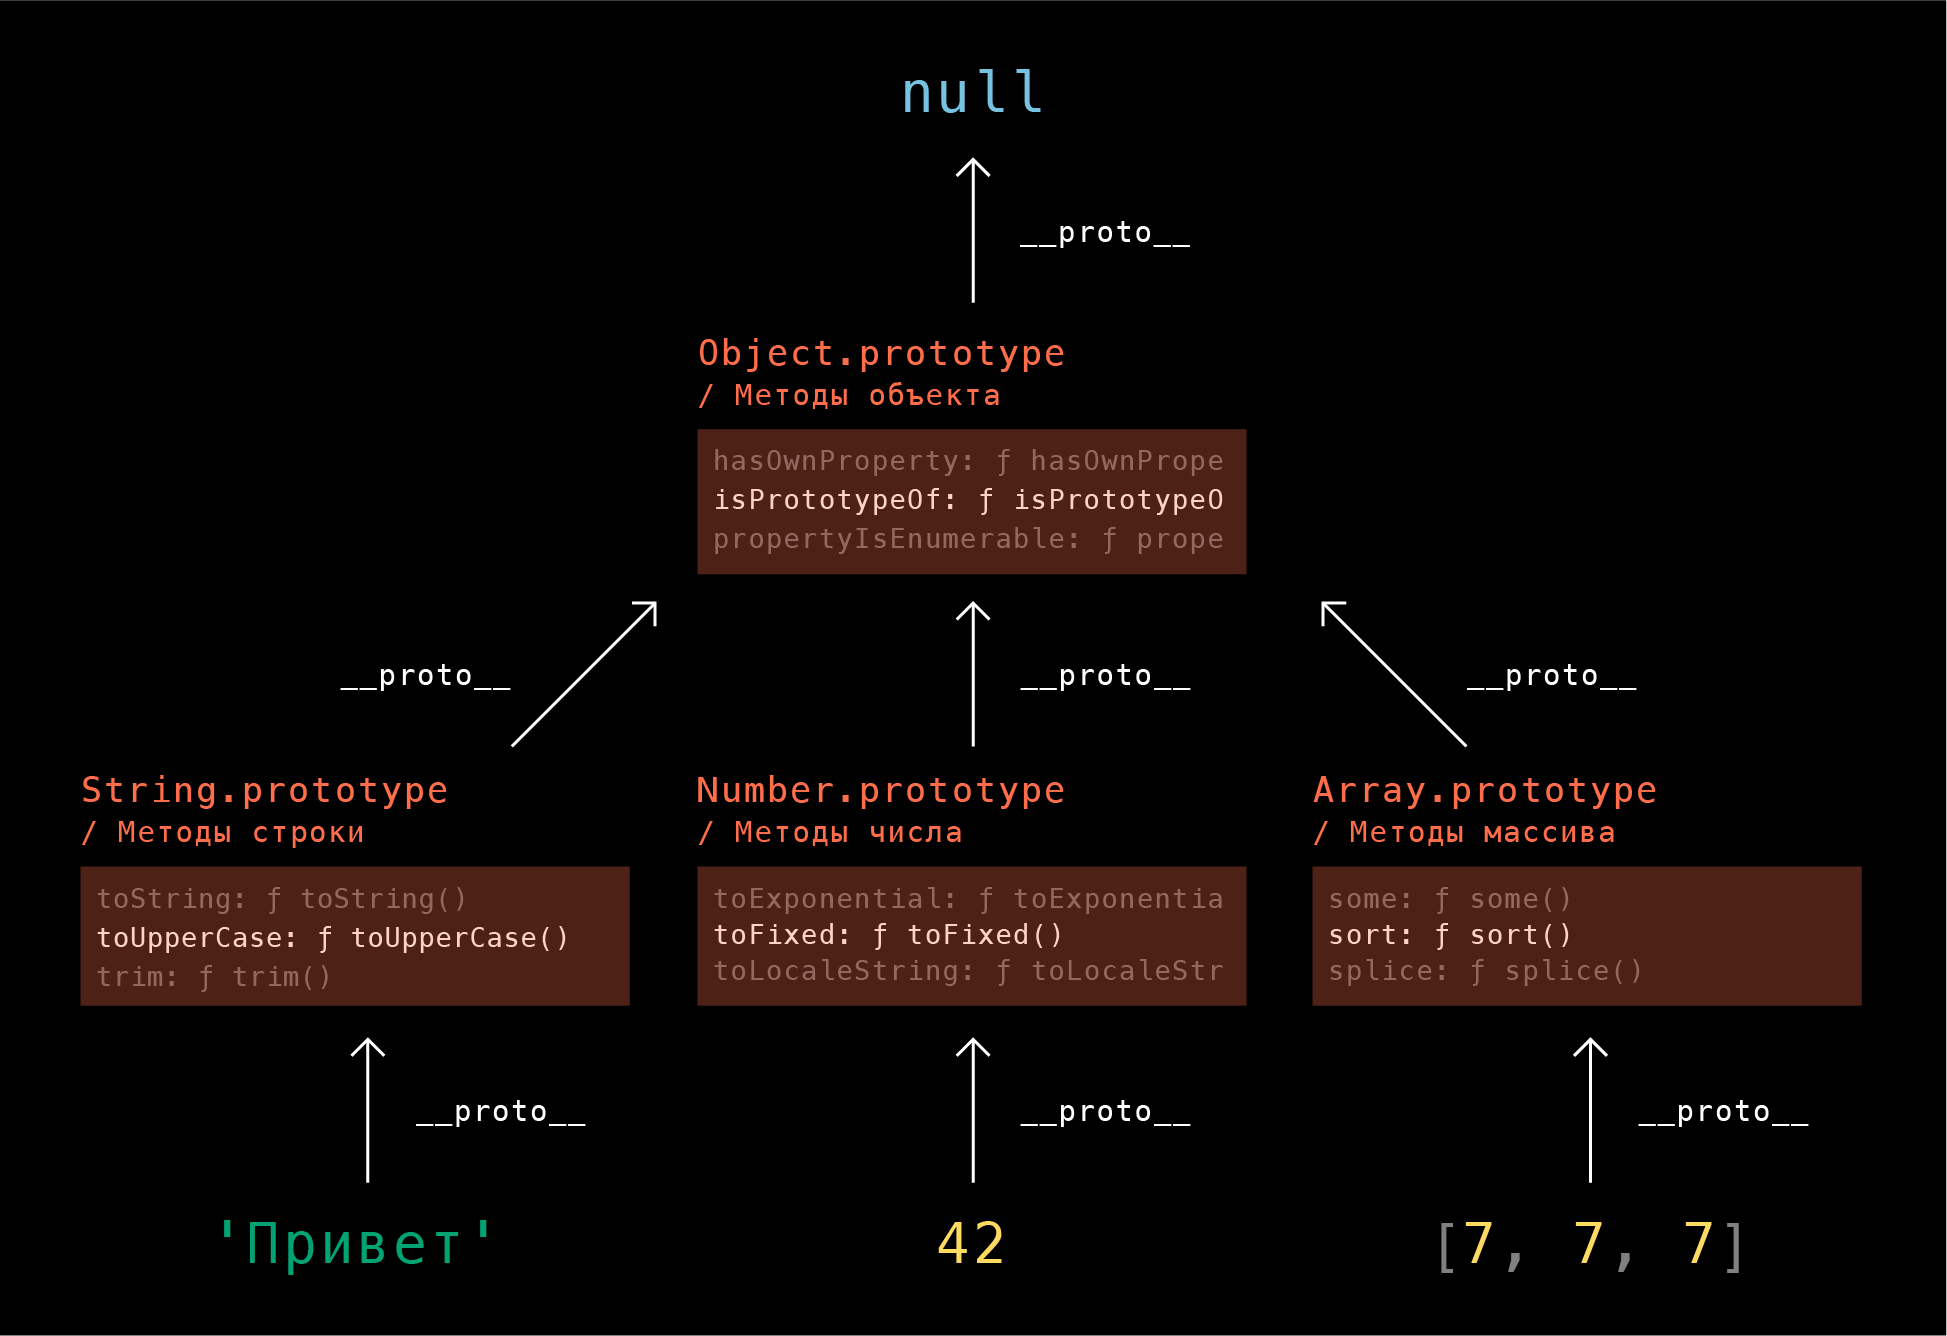 null
__proto__
Object.prototype
/ Методы объекта
hasOwnProperty: ƒ hasOwnPrope
isPrototypeOf: ƒ isPrototypeO
propertyIsEnumerable: ƒ prope
__proto__
__proto__
__proto__
String.prototype
/ Методы строки
toString: ƒ toString()
toUpperCase: ƒ toUpperCase()
trim: ƒ trim()
Number.prototype
/ Методы числа
toExponential: ƒ toExponentia
toFixed: ƒ toFixed()
toLocaleString: ƒ toLocaleStr
Array.prototype
/ Методы массива
some: ƒ some()
sort: ƒ sort()
splice: ƒ splice()
__proto__
__proto__
__proto__
'Привет'
42
[7, 7, 7]